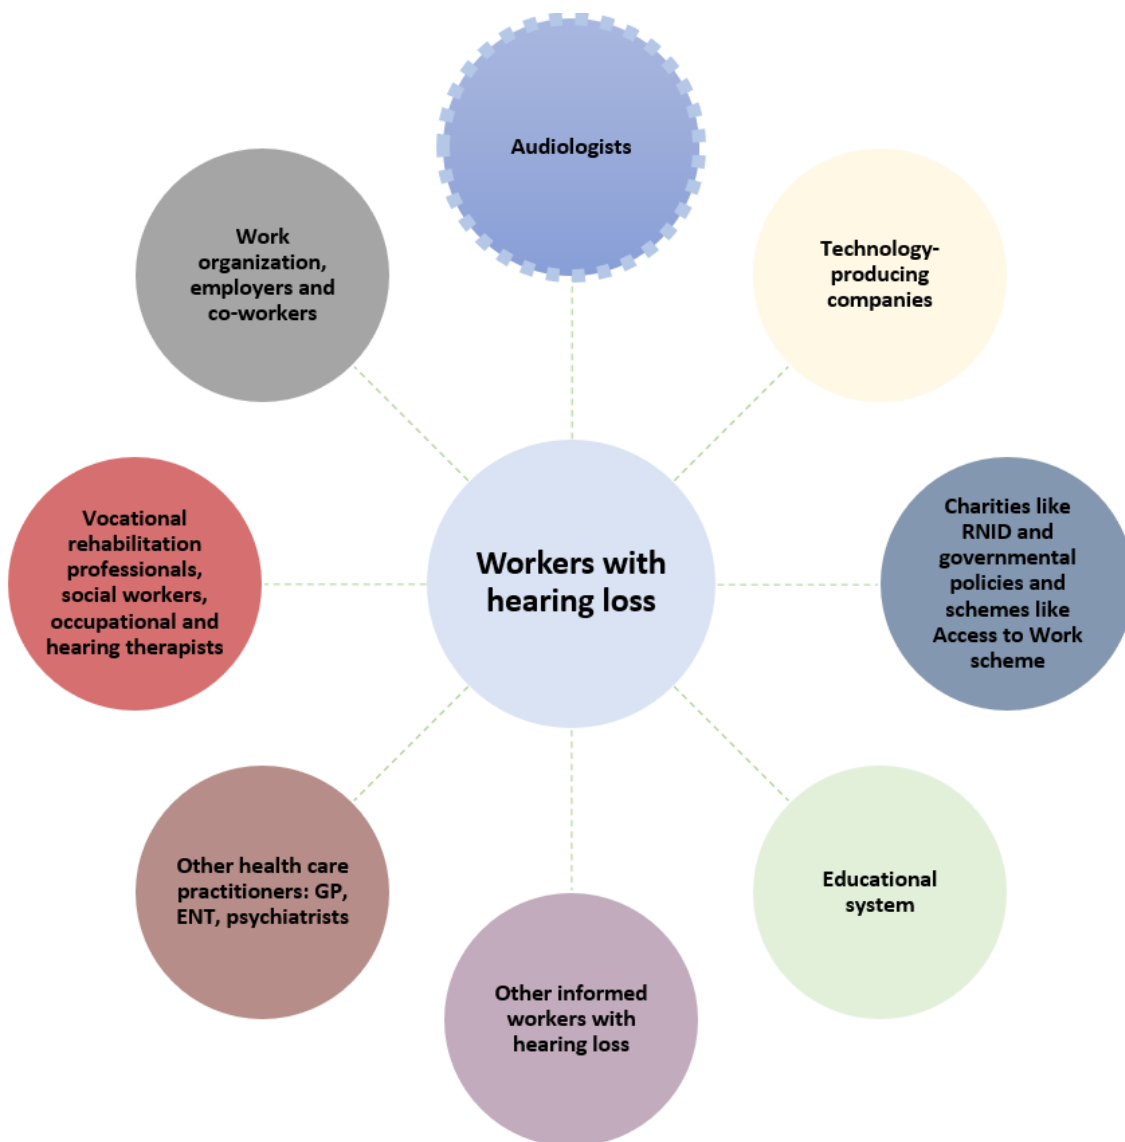 Audiologists
Work
organization,
employers and
co-workers
Technology-
producing
companies
Vocational
rehabilitation
professionals,
social workers,
occupational and
hearing therapists
Workers with
hearing loss
Charities like
RNID and
governmental
policies and
schemes like
Access to Work
scheme
Other health care
practitioners: GP,
ENT, psychiatrists
Educational
system
Other informed
workers with
hearing loss